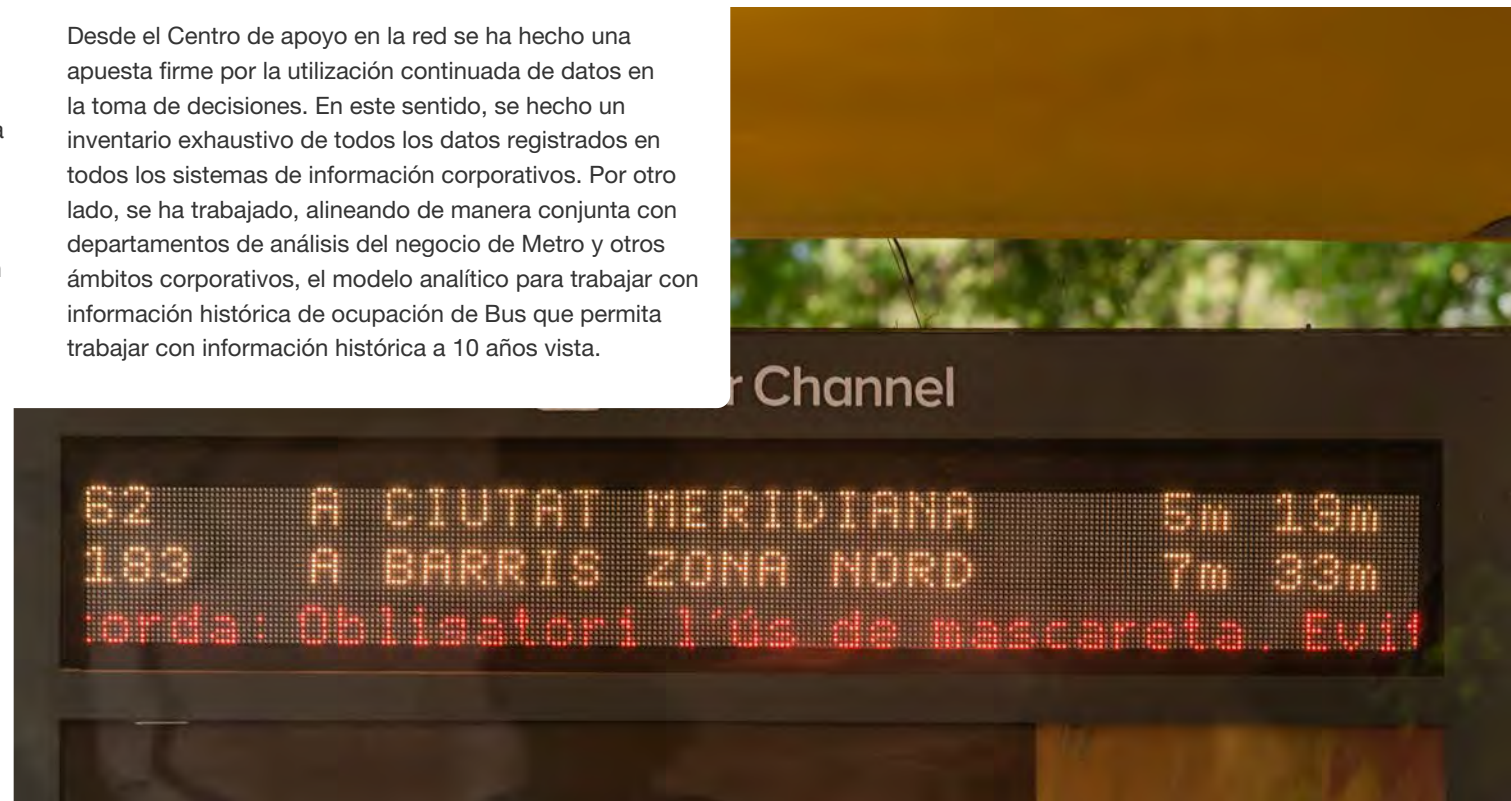 Desde el Centro de apoyo en la red se ha hecho una
apuesta firme por la utilización continuada de datos en
la toma de decisiones. En este sentido, se hecho un
inventario exhaustivo de todos los datos registrados en
todos los sistemas de información corporativos. Por otro
lado, se ha trabajado, alineando de manera conjunta con
departamentos de análisis del negocio de Metro y otros
ámbitos corporativos, el modelo analítico para trabajar con
información histórica de ocupación de Bus que permita
trabajar con información histórica a 10 años vista.
Channel
62 A CIUTAT MERIDIANA 5m 19m
183 A BARRIS ZONA NORD 7m 33m
orda: Obligatori l'ús de mascareta. Evit